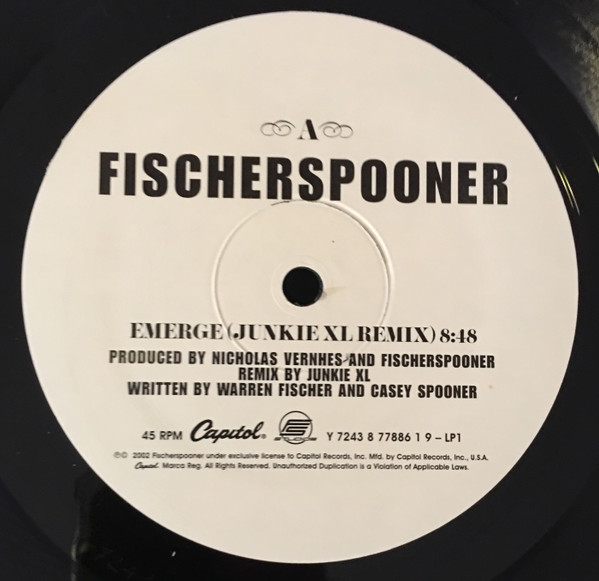 A
FISCHERSPOONER
EMERGE (JUNKIE XL REMIX) 8:48
PRODUCED BY NICHOLAS VERNHES AND FISCHERSPOONER
REMIX BY JUNKIE XL
WRITTEN BY WARREN FISCHER AND CASEY SPOONER
45 RPM Capitol® Y 7243 8 77886 1 9 – LP1
℗© 2002 Fischerspooner under exclusive license to Capitol Records, Inc. Mfd. by Capitol Records, Inc., U.S.A.
Capitol. Marca Reg. All Rights Reserved. Unauthorized Duplication is a Violation of Applicable Laws.